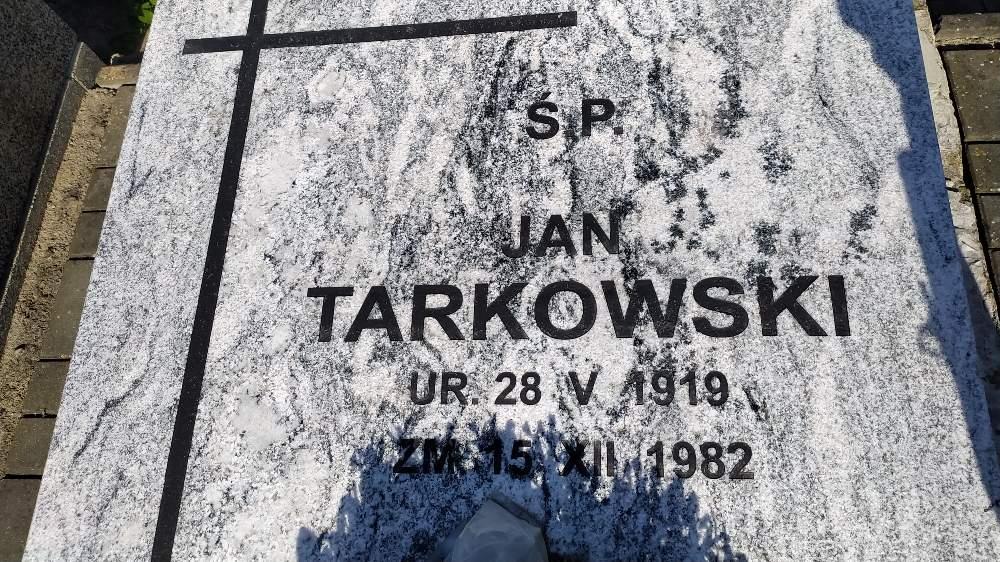 Ś.P.
JAN
TARKOWSKI
UR. 28 V 1919
ZM. 15 XII 1982